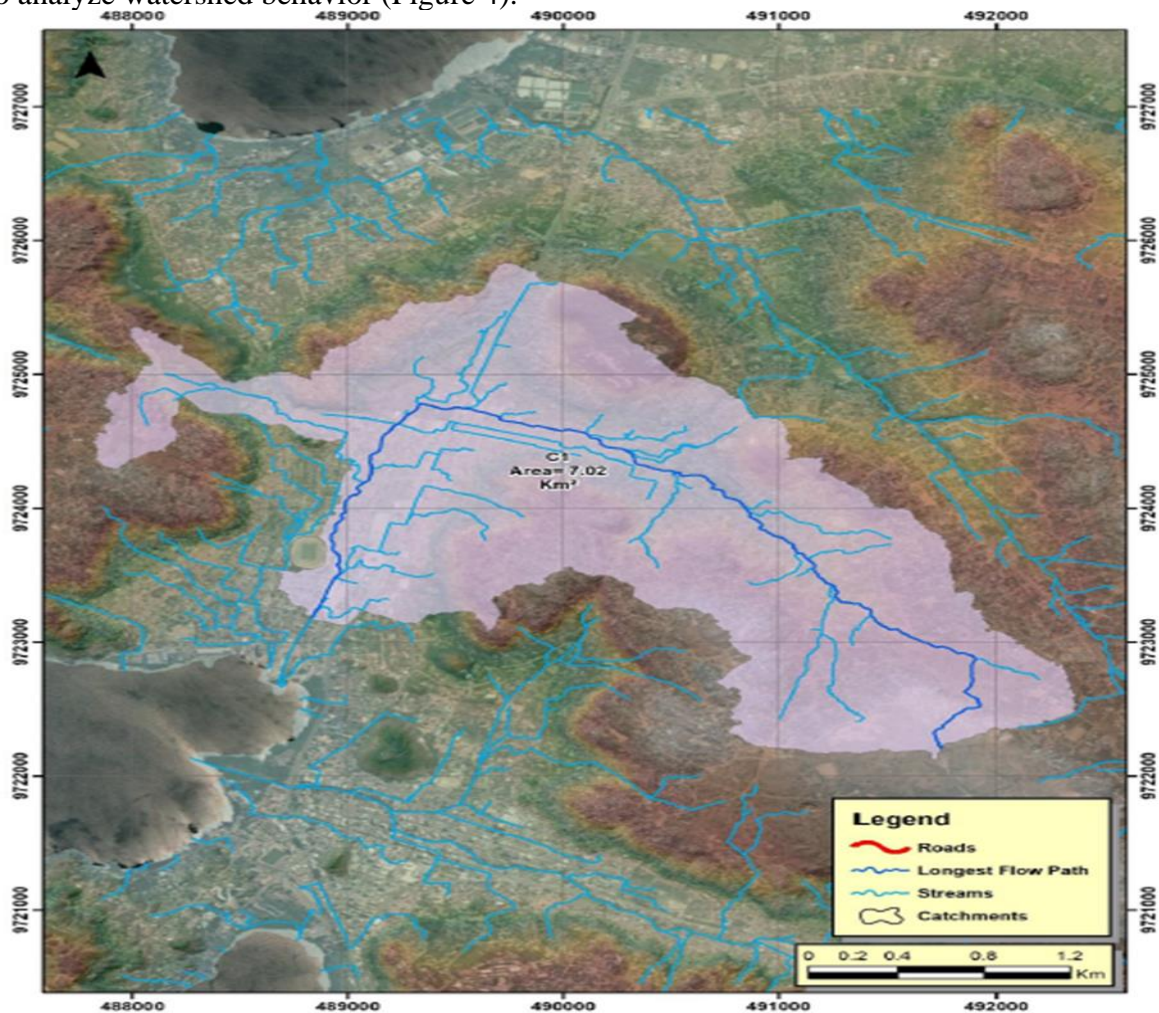 o analyze watershed behavior (Figure 4).
488000 489000 490000 491000 492000
9727000 9727000
9726000 9726000
9725000 9725000
9724000 9724000
9723000 9723000
9722000 9722000
9721000 9721000
C1
Area= 7.02
Km²
Legend
Roads
Longest Flow Path
Streams
Catchments
0 0.2 0.4 0.8 1.2
Km
488000 489000 490000 491000 492000